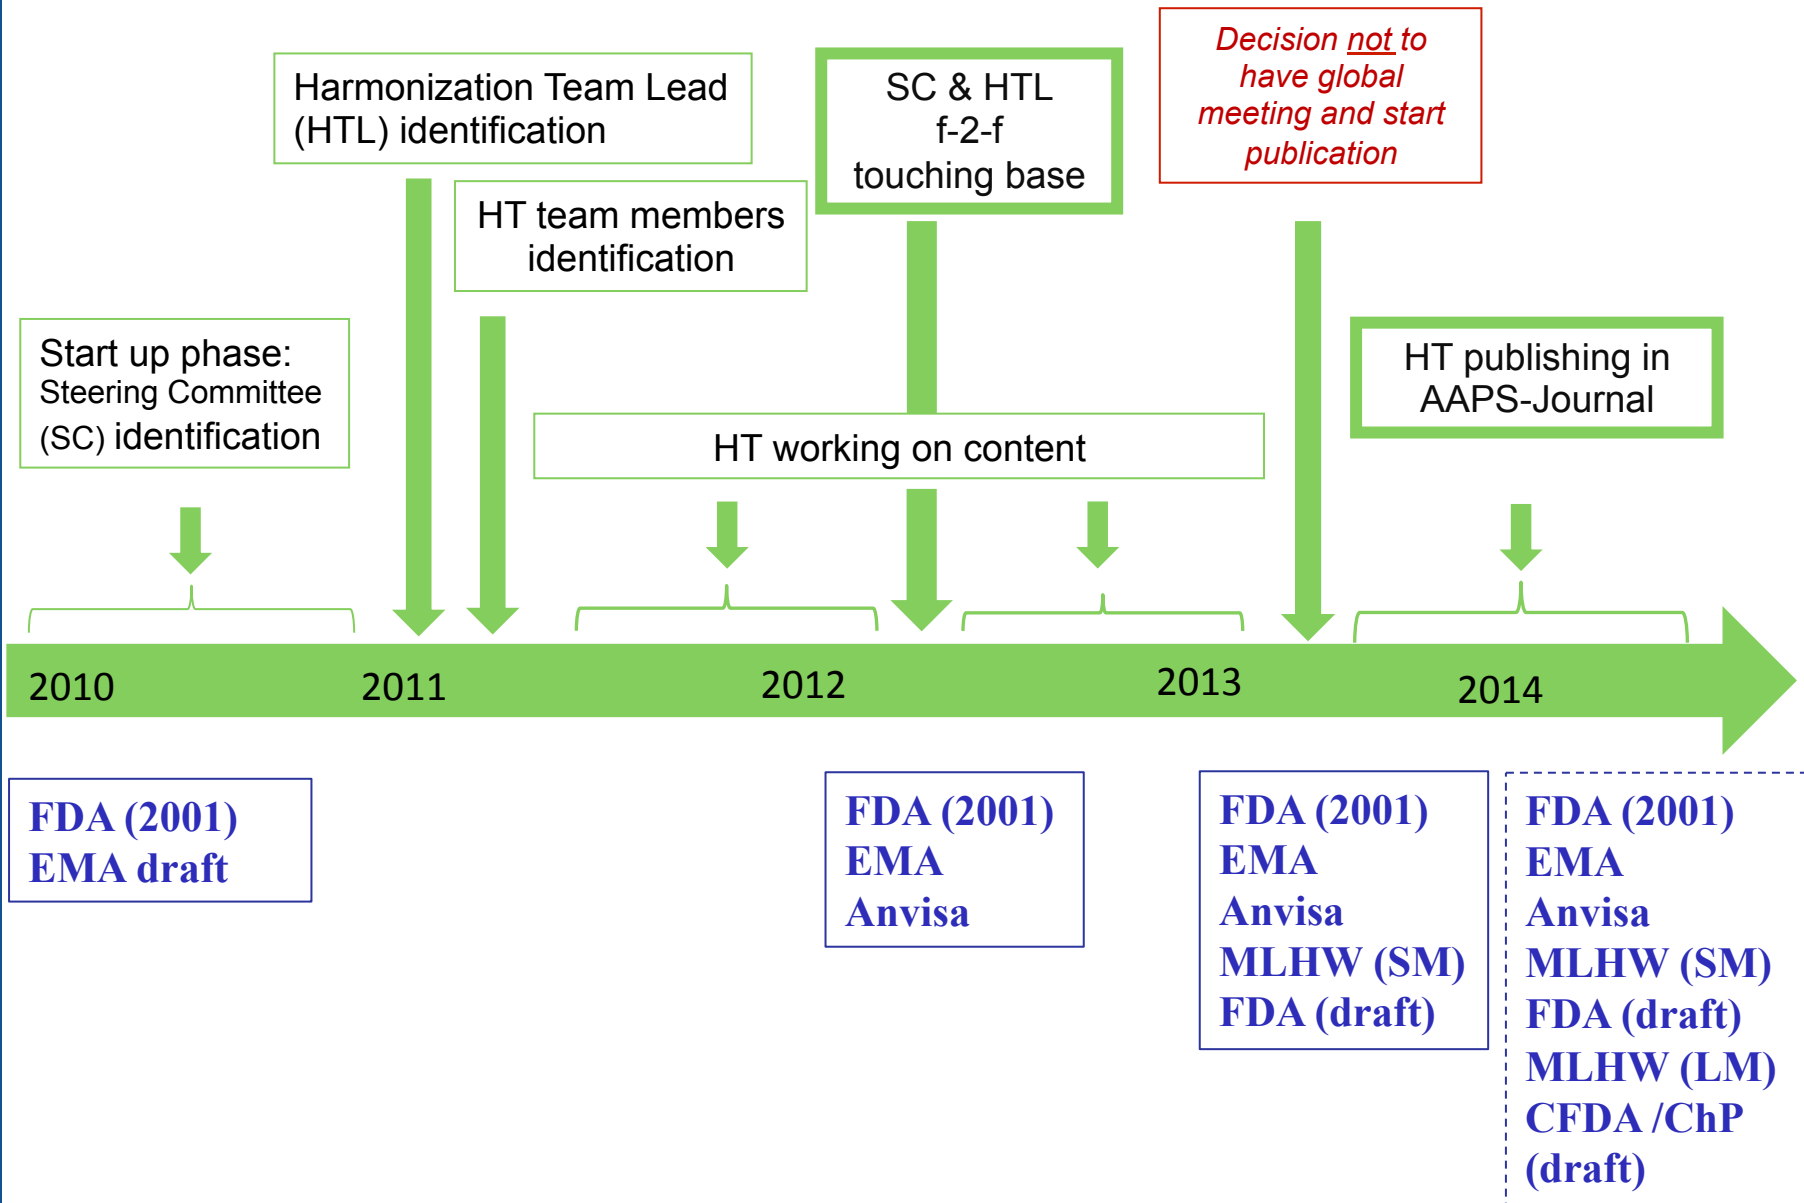 Harmonization Team Lead
(HTL) identification
SC & HTL
f-2-f
touching base
Decision not to
have global
meeting and start
publication
HT team members
identification
Start up phase:
Steering Committee
(SC) identification
HT publishing in
AAPS-Journal
HT working on content
2010
2011
2012
2013
2014
FDA (2001)
EMA draft
FDA (2001)
EMA
Anvisa
FDA (2001)
EMA
Anvisa
MLHW (SM)
FDA (draft)
FDA (2001)
EMA
Anvisa
MLHW (SM)
FDA (draft)
MLHW (LM)
CFDA /ChP
(draft)